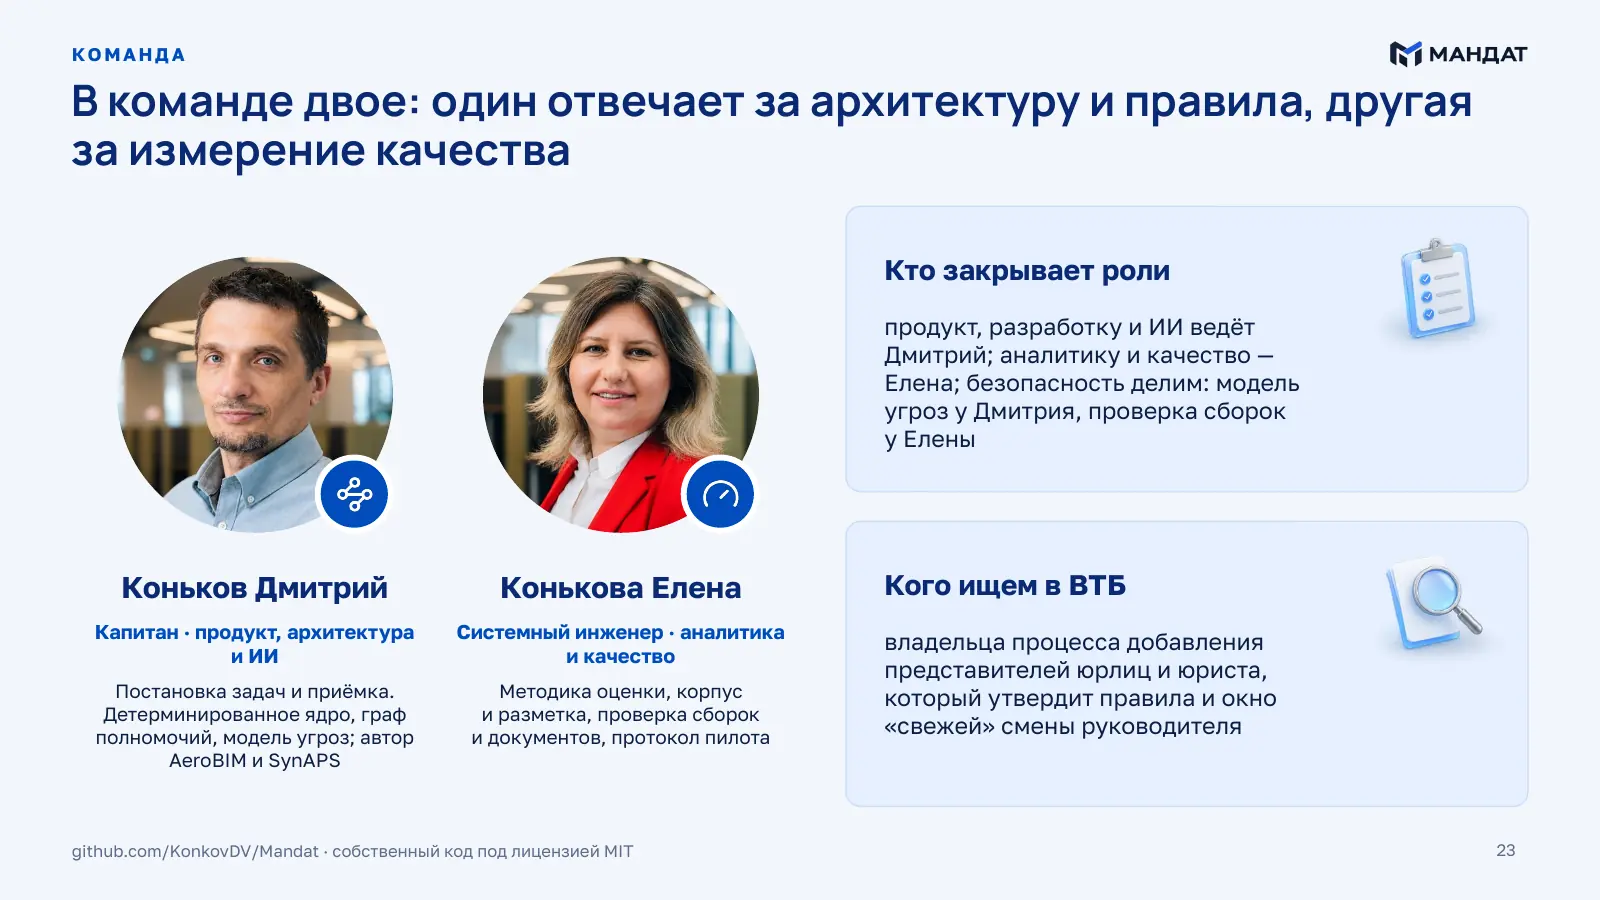 КОМАНДА
МАНДАТ
В команде двое: один отвечает за архитектуру и правила, другая
за измерение качества
Коньков Дмитрий
Капитан · продукт, архитектура
и ИИ
Постановка задач и приёмка.
Детерминированное ядро, граф
полномочий, модель угроз; автор
AeroBIM и SynAPS
Конькова Елена
Системный инженер · аналитика
и качество
Методика оценки, корпус
и разметка, проверка сборок
и документов, протокол пилота
Кто закрывает роли
продукт, разработку и ИИ ведёт
Дмитрий; аналитику и качество —
Елена; безопасность делим: модель
угроз у Дмитрия, проверка сборок
у Елены
Кого ищем в ВТБ
владельца процесса добавления
представителей юрлиц и юриста,
который утвердит правила и окно
«свежей» смены руководителя
github.com/KonkovDV/Mandat · собственный код под лицензией MIT
23